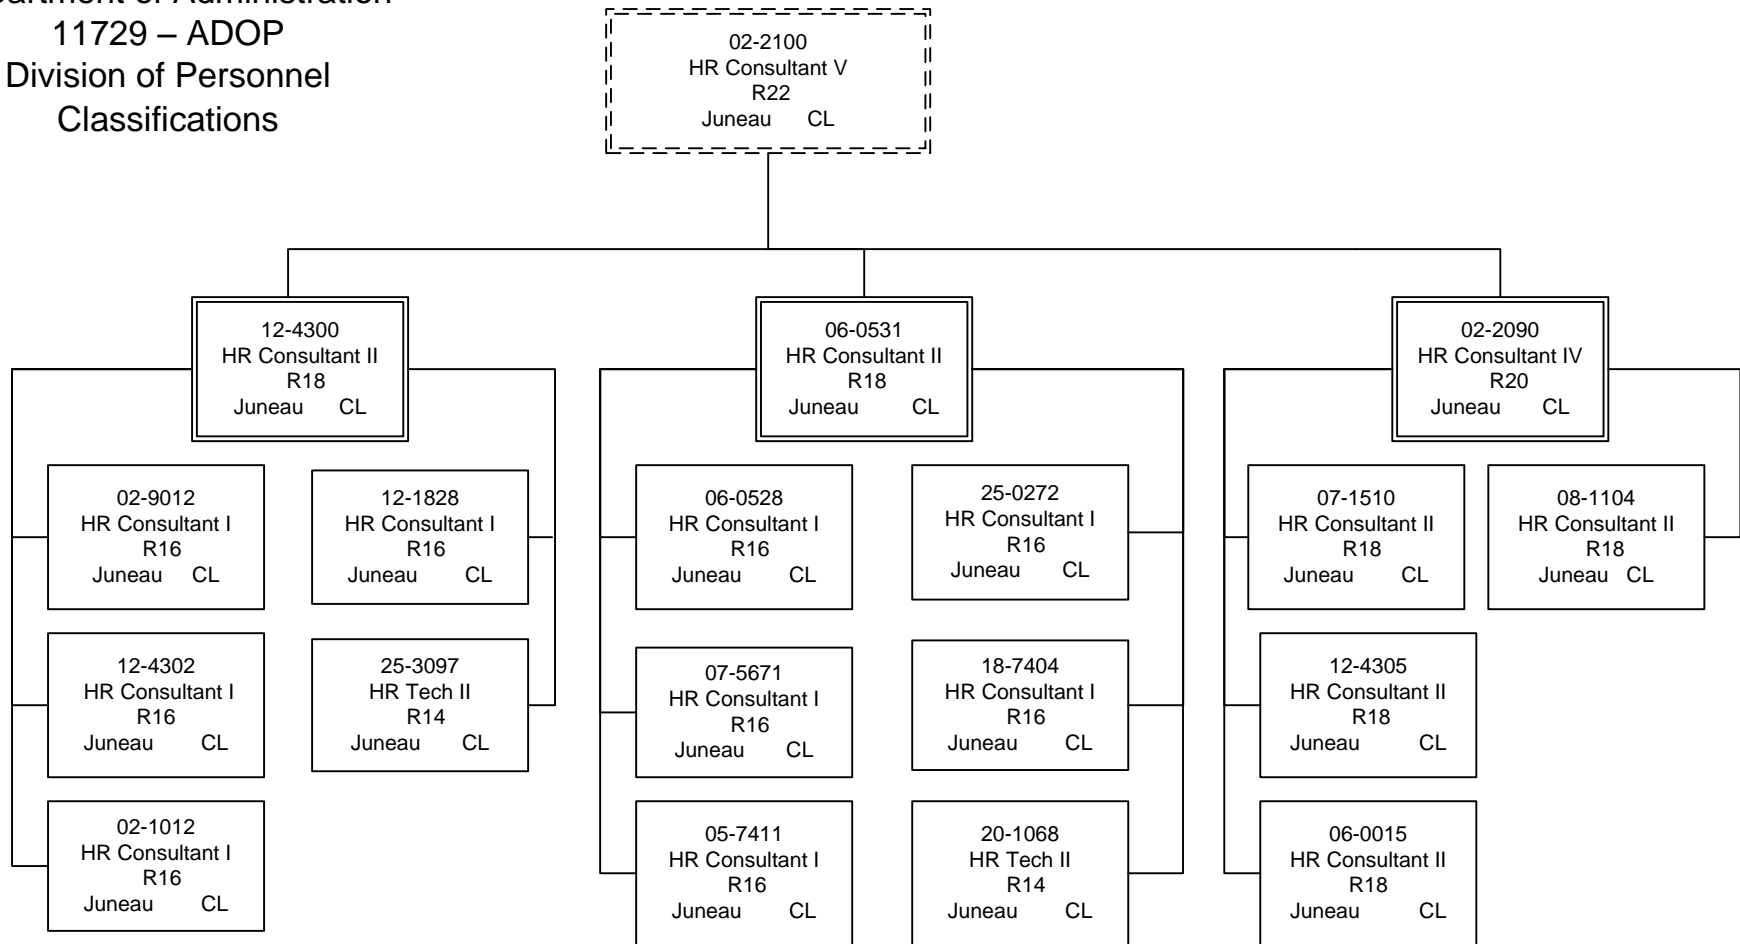 11729 – ADOP
Division of Personnel
Classifications
02-2100
HR Consultant V
R22
Juneau CL
12-4300
HR Consultant II
R18
Juneau CL
06-0531
HR Consultant II
R18
Juneau CL
02-2090
HR Consultant IV
R20
Juneau CL
02-9012
HR Consultant I
R16
Juneau CL
12-1828
HR Consultant I
R16
Juneau CL
06-0528
HR Consultant I
R16
Juneau CL
25-0272
HR Consultant I
R16
Juneau CL
07-1510
HR Consultant II
R18
Juneau CL
08-1104
HR Consultant II
R18
Juneau CL
12-4302
HR Consultant I
R16
Juneau CL
25-3097
HR Tech II
R14
Juneau CL
07-5671
HR Consultant I
R16
Juneau CL
18-7404
HR Consultant I
R16
Juneau CL
12-4305
HR Consultant II
R18
Juneau CL
02-1012
HR Consultant I
R16
Juneau CL
05-7411
HR Consultant I
R16
Juneau CL
20-1068
HR Tech II
R14
Juneau CL
06-0015
HR Consultant II
R18
Juneau CL